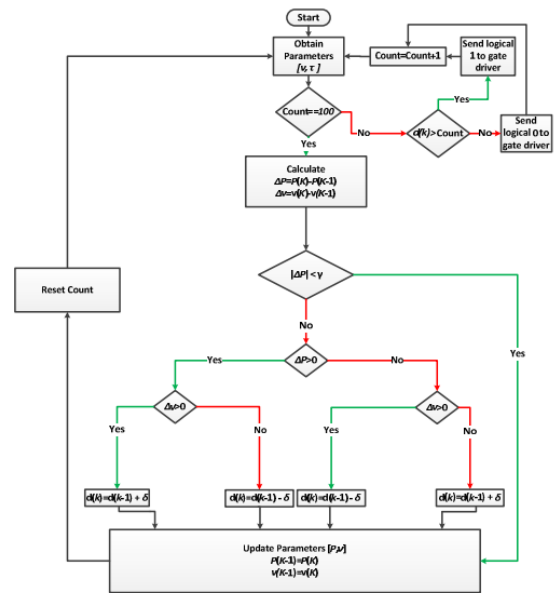 Start
Obtain
Parameters
[v, τ ]
Count=Count+1
Send logical
1 to gate
driver
Count==100
No
Yes
d(k)>Count
No
Send
logical 0 to
gate driver
Yes
Calculate
ΔP=P(K)-P(K-1)
Δv=v(K)-v(K-1)
|ΔP| < γ
Reset Count
No
Yes
Yes
ΔP>0
No
Δv>0
Δv>0
Yes
No
Yes
No
d(k)=d(k-1) + δ
d(k)=d(k-1) - δ
d(k)=d(k-1) - δ
d(k)=d(k-1) + δ
Update Parameters [P,v]
P(K-1)=P(K)
v(K-1)=v(K)